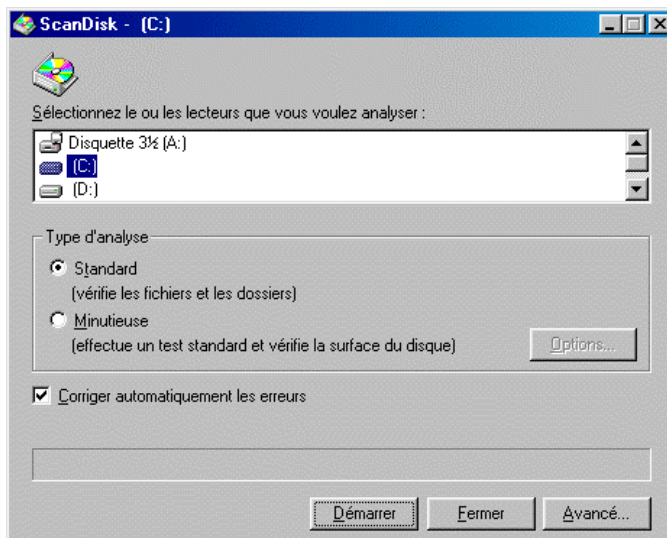 ScanDisk - (C:)
Sélectionnez le ou les lecteurs que vous voulez analyser :
Disquette 3½ (A:)
(C:)
(D:)
Type d'analyse
Standard
(vérifie les fichiers et les dossiers)
Minutieuse
(effectue un test standard et vérifie la surface du disque)
Options...
Corriger automatiquement les erreurs
Démarrer Fermer Avancé...